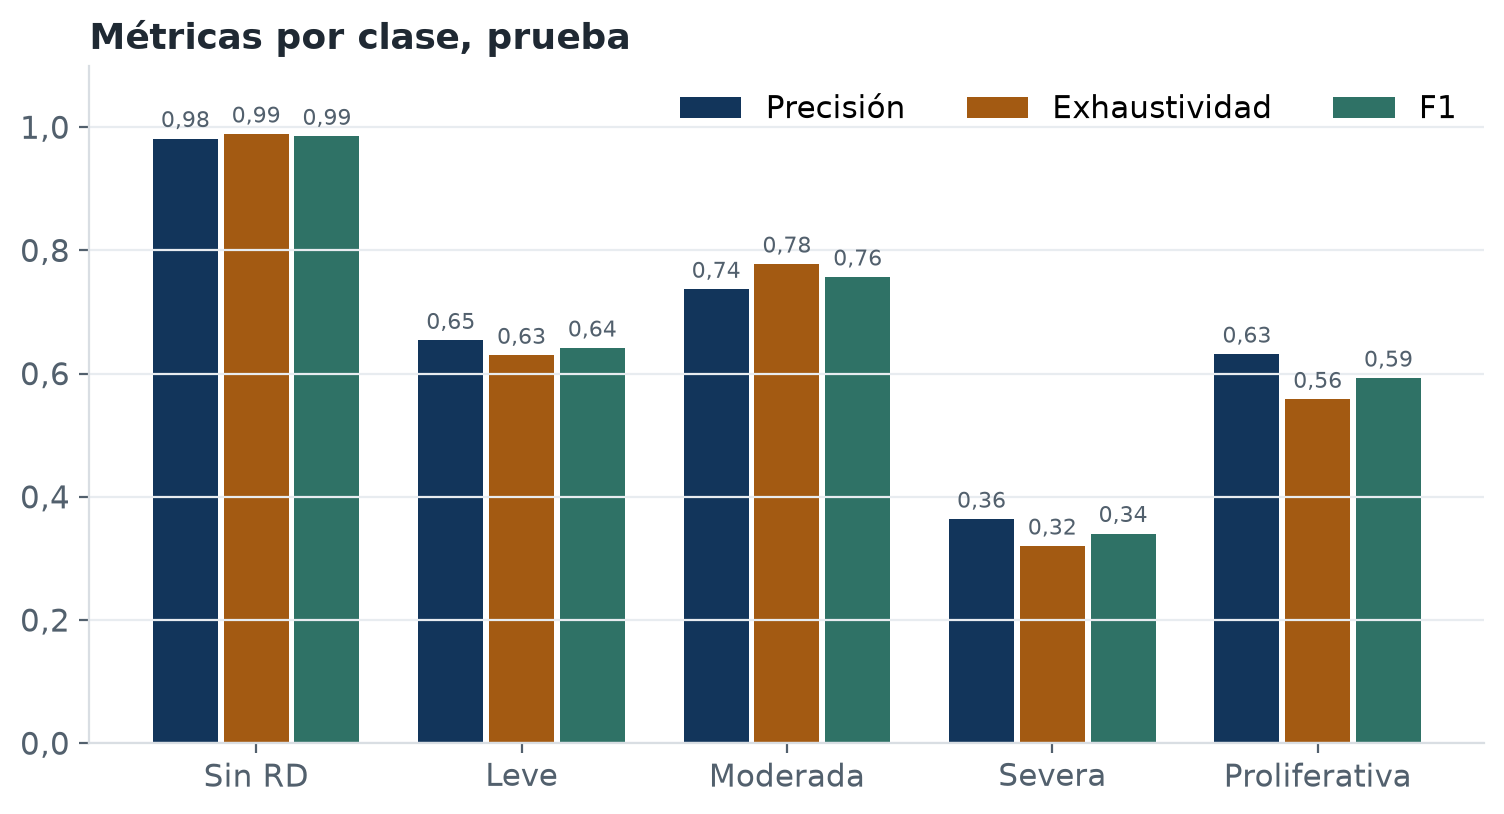 Métricas por clase, prueba
Precisión Exhaustividad F1
1,0
0,8
0,6
0,4
0,2
0,0
0,98 0,99 0,99
0,65 0,63 0,64
0,74 0,78 0,76
0,36 0,32 0,34
0,63 0,56 0,59
Sin RD Leve Moderada Severa Proliferativa